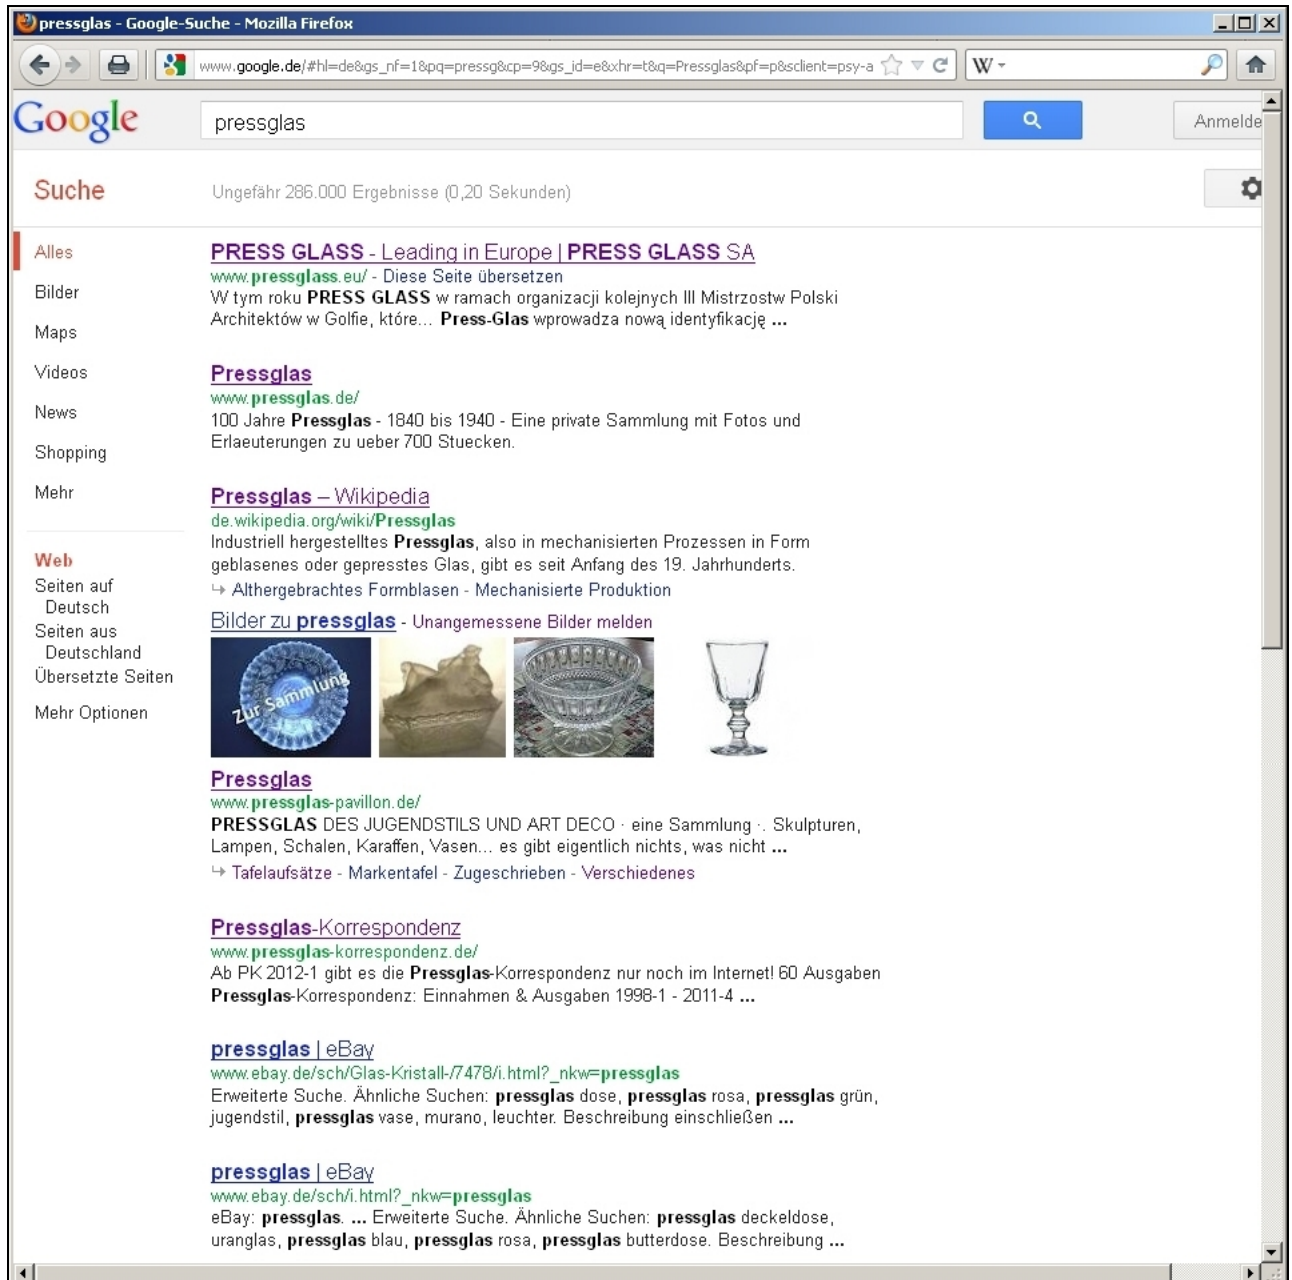 pressglas - Google-Suche - Mozilla Firefox
www.google.de/#hl=de&gs_nf=1&pq=pressg&cp=9&gs_id=e&xhr=t&q=Pressglas&pf=p&sclient=psy-a
W
Google
pressglas
Anmelde
Suche
Ungefähr 286.000 Ergebnisse (0,20 Sekunden)
Alles
Bilder
Maps
Videos
News
Shopping
Mehr
Web
Seiten auf
Deutsch
Seiten aus
Deutschland
Übersetzte Seiten
Mehr Optionen
PRESS GLASS - Leading in Europe | PRESS GLASS SA
www.pressglass.eu/ - Diese Seite übersetzen
W tym roku PRESS GLASS w ramach organizacji kolejnych III Mistrzostw Polski
Architektów w Golfie, które... Press-Glas wprowadza nową identyfikację ...
Pressglas
www.pressglas.de/
100 Jahre Pressglas - 1840 bis 1940 - Eine private Sammlung mit Fotos und
Erlaeuterungen zu ueber 700 Stuecken.
Pressglas – Wikipedia
de.wikipedia.org/wiki/Pressglas
Industriell hergestelltes Pressglas, also in mechanisierten Prozessen in Form
geblasenes oder gepresstes Glas, gibt es seit Anfang des 19. Jahrhunderts.
↳ Althergebrachtes Formblasen - Mechanisierte Produktion
Bilder zu pressglas - Unangemessene Bilder melden
Zur Sammlung
Pressglas
www.pressglas-pavillon.de/
PRESSGLAS DES JUGENDSTILS UND ART DECO · eine Sammlung ·. Skulpturen,
Lampen, Schalen, Karaffen, Vasen... es gibt eigentlich nichts, was nicht ...
↳ Tafelaufsätze - Markentafel - Zugeschrieben - Verschiedenes
Pressglas-Korrespondenz
www.pressglas-korrespondenz.de/
Ab PK 2012-1 gibt es die Pressglas-Korrespondenz nur noch im Internet! 60 Ausgaben
Pressglas-Korrespondenz: Einnahmen & Ausgaben 1998-1 - 2011-4 ...
pressglas | eBay
www.ebay.de/sch/Glas-Kristall-/7478/i.html?_nkw=pressglas
Erweiterte Suche. Ähnliche Suchen: pressglas dose, pressglas rosa, pressglas grün,
jugendstil, pressglas vase, murano, leuchter. Beschreibung einschließen ...
pressglas | eBay
www.ebay.de/sch/i.html?_nkw=pressglas
eBay: pressglas. ... Erweiterte Suche. Ähnliche Suchen: pressglas deckeldose,
uranglas, pressglas blau, pressglas rosa, pressglas butterdose. Beschreibung ...